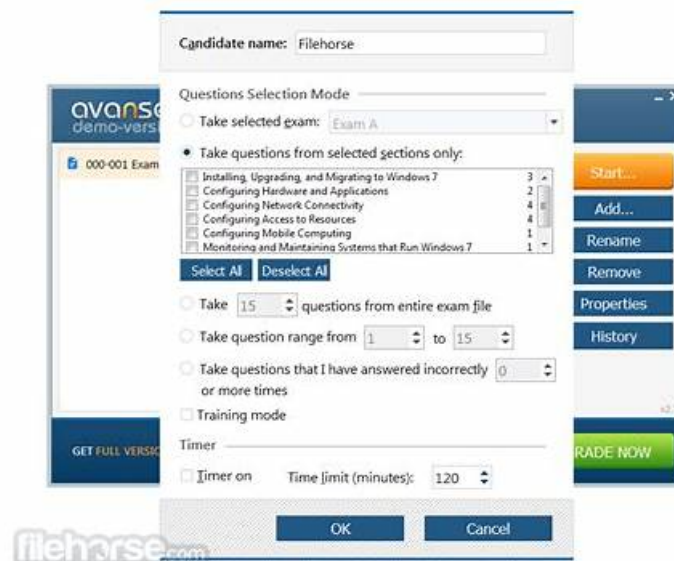 Candidate name: Filehorse
Questions Selection Mode
Take selected exam: Exam A
Take questions from selected sections only:
Installing, Upgrading, and Migrating to Windows 7 3
Configuring Hardware and Applications 2
Configuring Network Connectivity 4
Configuring Access to Resources 4
Configuring Mobile Computing 1
Monitoring and Maintaining Systems that Run Windows 7 1
Select All Deselect All
Take 15 questions from entire exam file
Take question range from 1 to 15
Take questions that I have answered incorrectly 0
or more times
Training mode
Timer
Timer on Time limit (minutes): 120
OK Cancel
avanse
demo-versi
000-001 Exam
GET FULL VERSIO
Start...
Add...
Rename
Remove
Properties
History
RADE NOW
filehorse.com